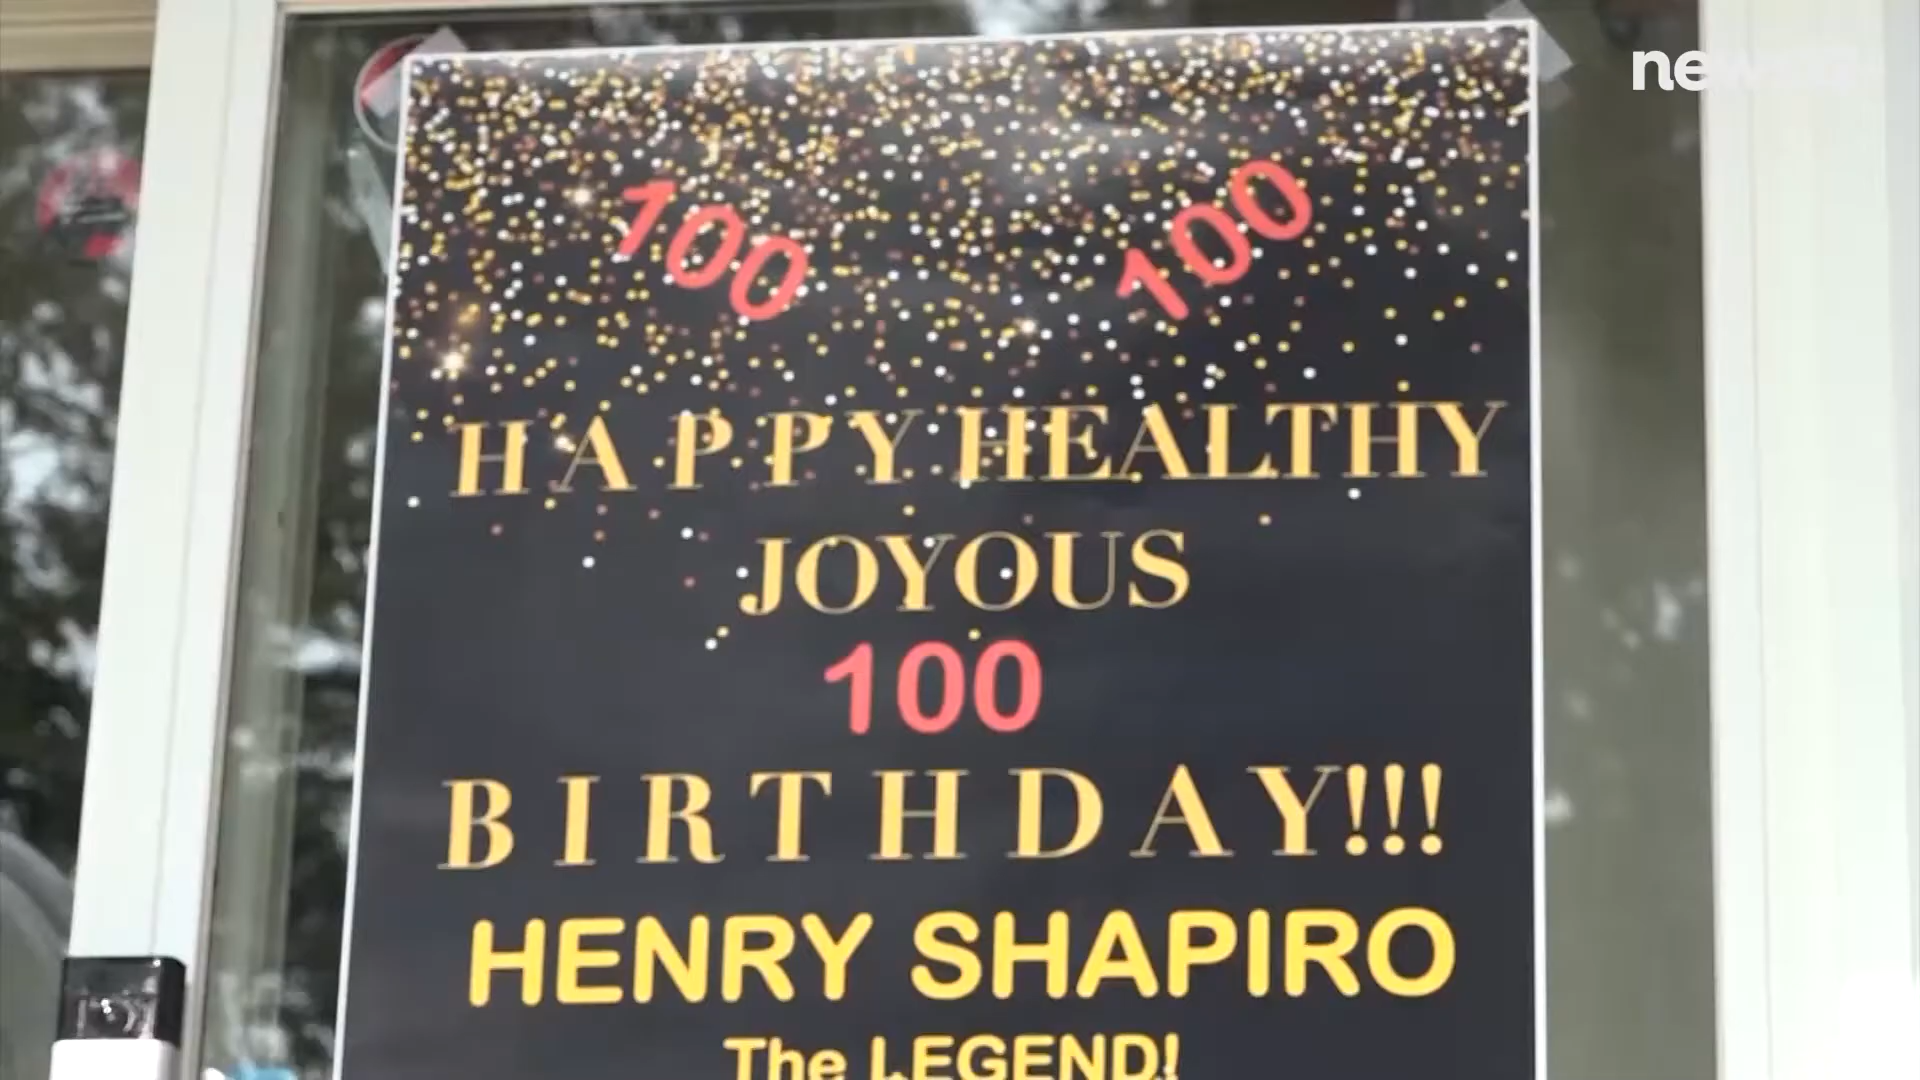 100 100
HAPPY HEALTHY
JOYOUS
100
BIRTHDAY!!!
HENRY SHAPIRO
The LEGEND!